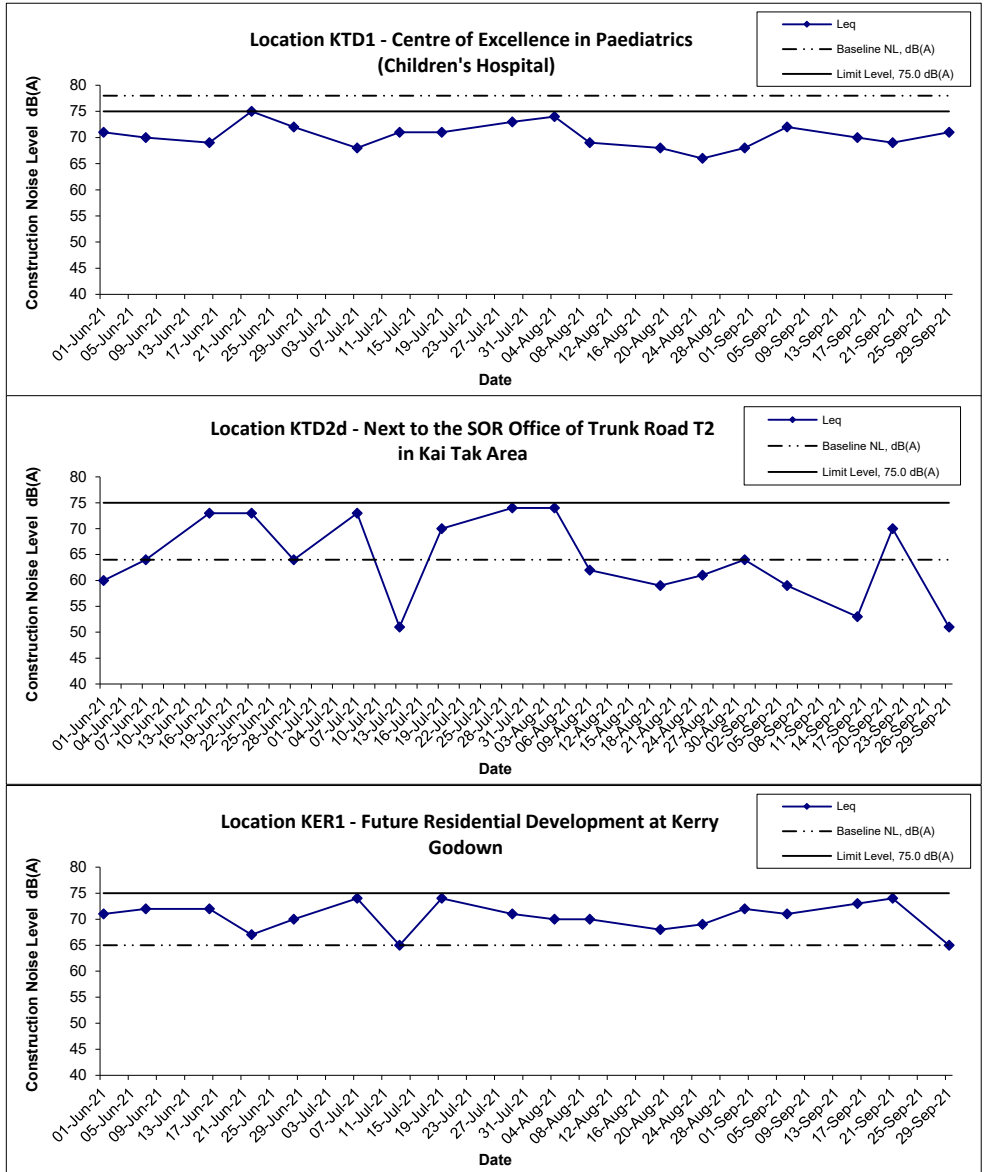 Location KTD1 - Centre of Excellence in Paediatrics
(Children's Hospital)
Leq
Baseline NL, dB(A)
Limit Level, 75.0 dB(A)
Construction Noise Level dB(A)
80
75
70
65
60
55
50
45
40
01-Jun-21
05-Jun-21
09-Jun-21
13-Jun-21
17-Jun-21
21-Jun-21
25-Jun-21
29-Jun-21
03-Jul-21
07-Jul-21
11-Jul-21
15-Jul-21
19-Jul-21
23-Jul-21
27-Jul-21
31-Jul-21
04-Aug-21
08-Aug-21
12-Aug-21
16-Aug-21
20-Aug-21
24-Aug-21
28-Aug-21
01-Sep-21
05-Sep-21
09-Sep-21
13-Sep-21
17-Sep-21
21-Sep-21
25-Sep-21
29-Sep-21
Date
Location KTD2d - Next to the SOR Office of Trunk Road T2
in Kai Tak Area
Leq
Baseline NL, dB(A)
Limit Level, 75.0 dB(A)
Construction Noise Level dB(A)
80
75
70
65
60
55
50
45
40
01-Jun-21
04-Jun-21
07-Jun-21
10-Jun-21
13-Jun-21
16-Jun-21
19-Jun-21
22-Jun-21
25-Jun-21
28-Jun-21
01-Jul-21
04-Jul-21
07-Jul-21
10-Jul-21
13-Jul-21
16-Jul-21
19-Jul-21
22-Jul-21
25-Jul-21
28-Jul-21
31-Jul-21
03-Aug-21
06-Aug-21
09-Aug-21
12-Aug-21
15-Aug-21
18-Aug-21
21-Aug-21
24-Aug-21
27-Aug-21
30-Aug-21
02-Sep-21
05-Sep-21
08-Sep-21
11-Sep-21
14-Sep-21
17-Sep-21
20-Sep-21
23-Sep-21
26-Sep-21
29-Sep-21
Date
Location KER1 - Future Residential Development at Kerry
Godown
Leq
Baseline NL, dB(A)
Limit Level, 75.0 dB(A)
Construction Noise Level dB(A)
80
75
70
65
60
55
50
45
40
01-Jun-21
05-Jun-21
09-Jun-21
13-Jun-21
17-Jun-21
21-Jun-21
25-Jun-21
29-Jun-21
03-Jul-21
07-Jul-21
11-Jul-21
15-Jul-21
19-Jul-21
23-Jul-21
27-Jul-21
31-Jul-21
04-Aug-21
08-Aug-21
12-Aug-21
16-Aug-21
20-Aug-21
24-Aug-21
28-Aug-21
01-Sep-21
05-Sep-21
09-Sep-21
13-Sep-21
17-Sep-21
21-Sep-21
25-Sep-21
29-Sep-21
Date